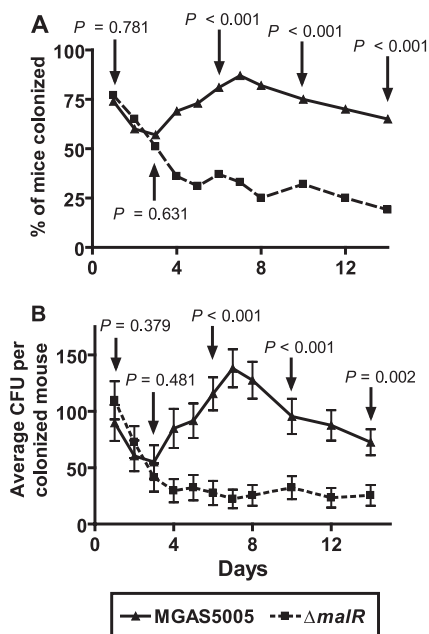 A
P = 0.781
P < 0.001
P < 0.001
P < 0.001
% of mice colonized
100
75
50
25
0
P = 0.631
0
4
8
12
B
P = 0.379
P < 0.001
P < 0.001
P = 0.481
P = 0.002
Average CFU per
colonized mouse
150
100
50
0
0
4
8
12
Days
MGAS5005
ΔmalR